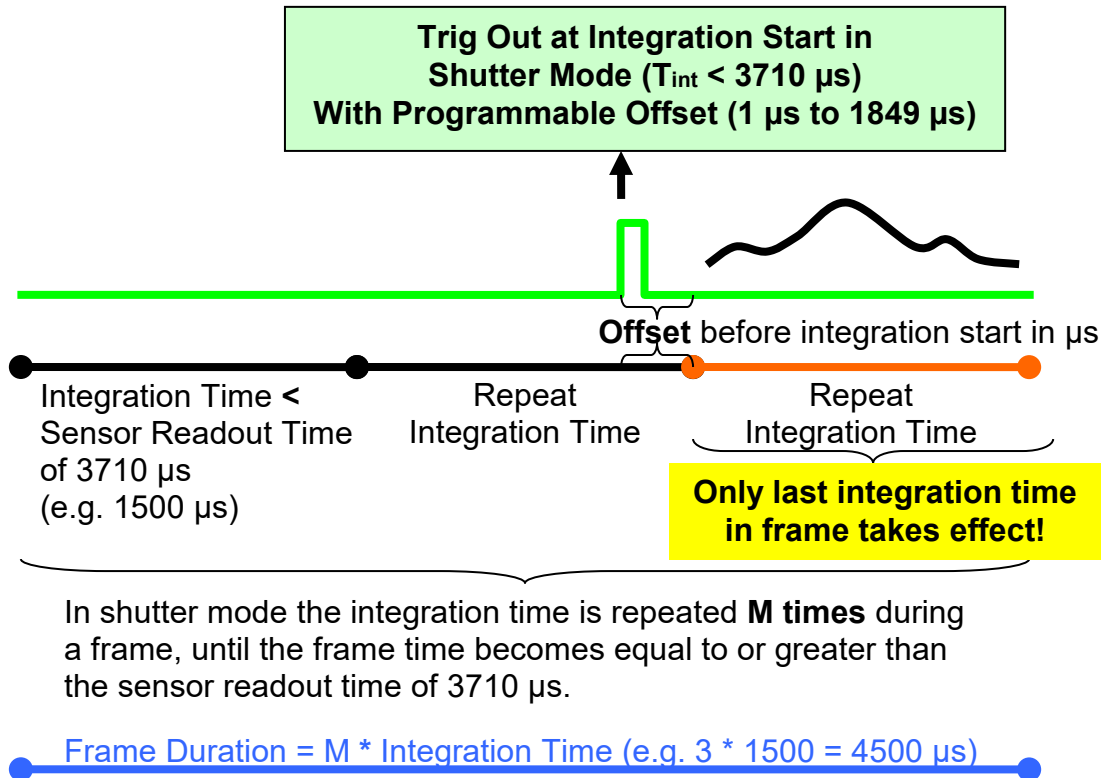 Trig Out at Integration Start in
Shutter Mode (Tint < 3710 µs)
With Programmable Offset (1 µs to 1849 µs)
Offset before integration start in µs
Integration Time <
Sensor Readout Time
of 3710 µs
(e.g. 1500 µs)
Repeat
Integration Time
Repeat
Integration Time
Only last integration time
in frame takes effect!
In shutter mode the integration time is repeated M times during
a frame, until the frame time becomes equal to or greater than
the sensor readout time of 3710 µs.
Frame Duration = M * Integration Time (e.g. 3 * 1500 = 4500 µs)